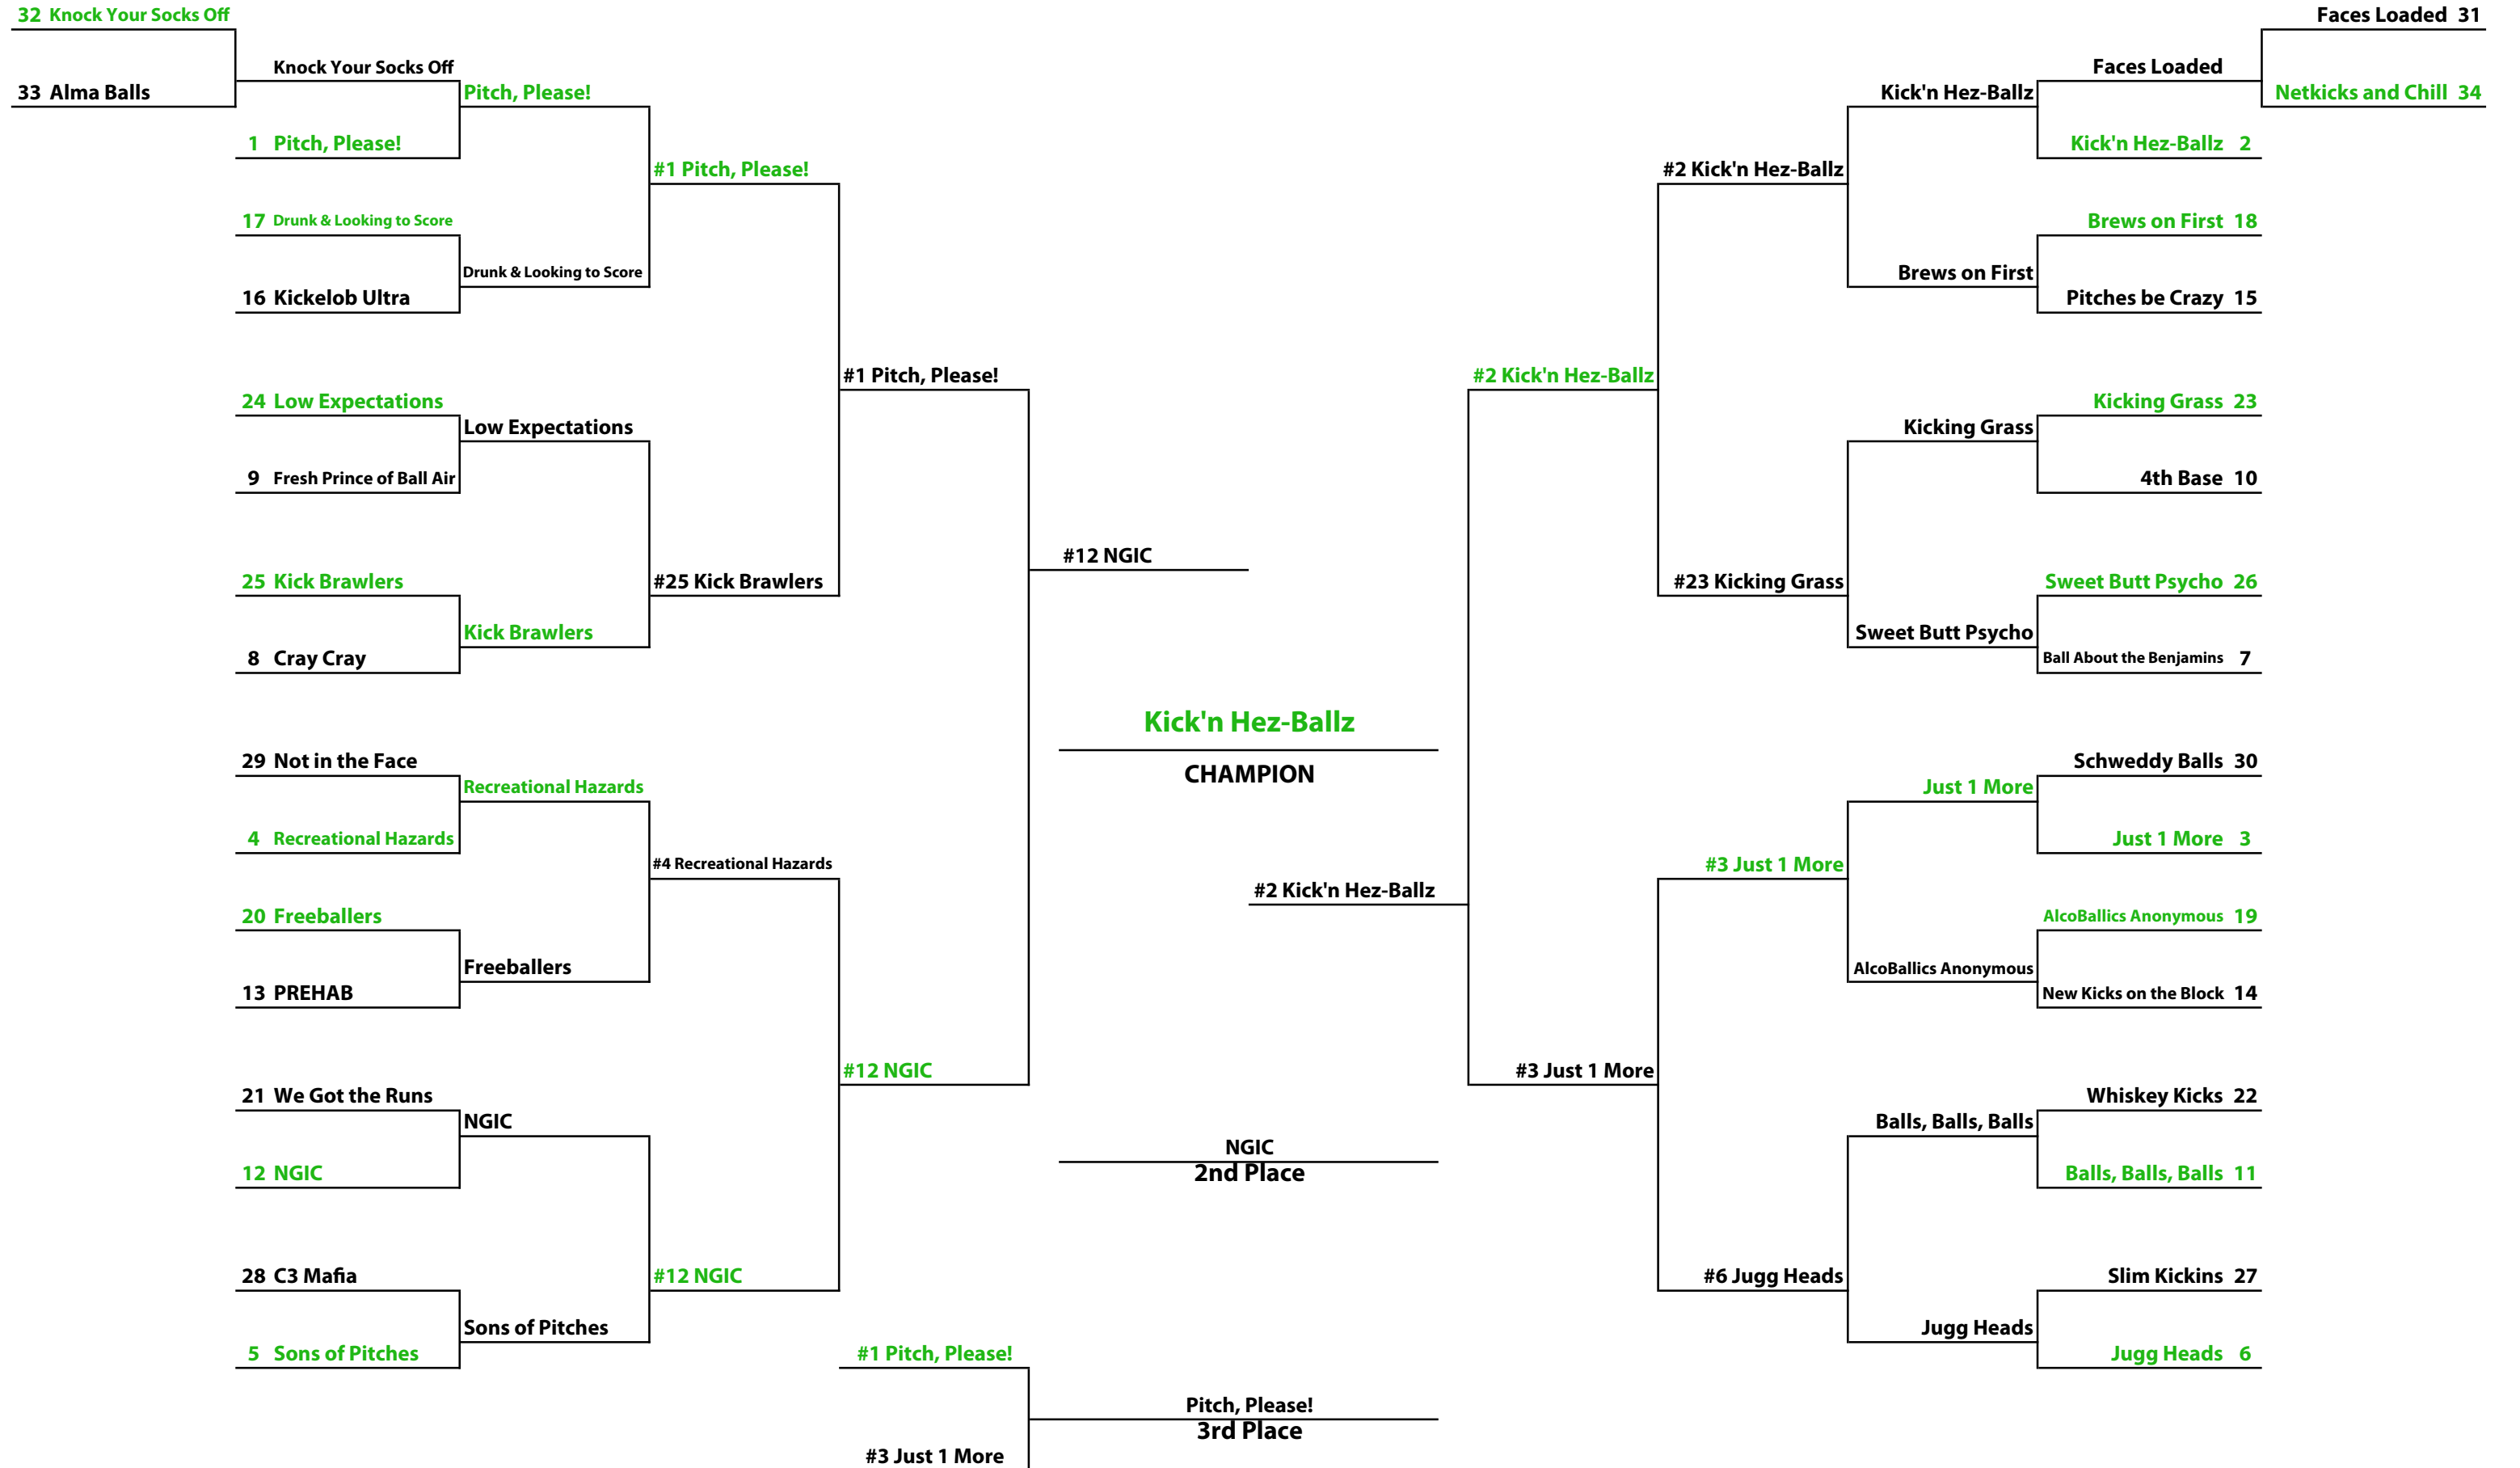 32 Knock Your Socks Off
33 Alma Balls
Knock Your Socks Off
1 Pitch, Please!
17 Drunk & Looking to Score
16 Kickelob Ultra
24 Low Expectations
9 Fresh Prince of Ball Air
25 Kick Brawlers
8 Cray Cray
29 Not in the Face
4 Recreational Hazards
20 Freeballers
13 PREHAB
21 We Got the Runs
12 NGIC
28 C3 Mafia
5 Sons of Pitches
Pitch, Please!
Drunk & Looking to Score
Low Expectations
Kick Brawlers
Recreational Hazards
Freeballers
NGIC
Sons of Pitches
#1 Pitch, Please!
#25 Kick Brawlers
#4 Recreational Hazards
#12 NGIC
#1 Pitch, Please!
#12 NGIC
#12 NGIC
Kick'n Hez-Ballz
CHAMPION
#2 Kick'n Hez-Ballz
NGIC
2nd Place
#1 Pitch, Please!
#3 Just 1 More
Pitch, Please!
3rd Place
#2 Kick'n Hez-Ballz
#3 Just 1 More
#2 Kick'n Hez-Ballz
#23 Kicking Grass
#3 Just 1 More
#6 Jugg Heads
Kick'n Hez-Ballz
Brews on First
Kicking Grass
Sweet Butt Psycho
Just 1 More
AlcoBallics Anonymous
Balls, Balls, Balls
Jugg Heads
Faces Loaded
Kick'n Hez-Ballz 2
Brews on First 18
Pitches be Crazy 15
Kicking Grass 23
4th Base 10
Sweet Butt Psycho 26
Ball About the Benjamins 7
Schweddy Balls 30
Just 1 More 3
AlcoBallics Anonymous 19
New Kicks on the Block 14
Whiskey Kicks 22
Balls, Balls, Balls 11
Slim Kickins 27
Jugg Heads 6
Faces Loaded 31
Netkicks and Chill 34